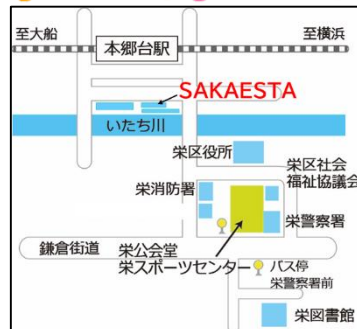 至大船
至横浜
本郷台駅
SAKAESTA
いたち川
栄区役所
栄区社会
福祉協議会
栄消防署
栄警察署
鎌倉街道
栄公会堂
栄スポーツセンター
バス停
栄警察署前
栄図書館